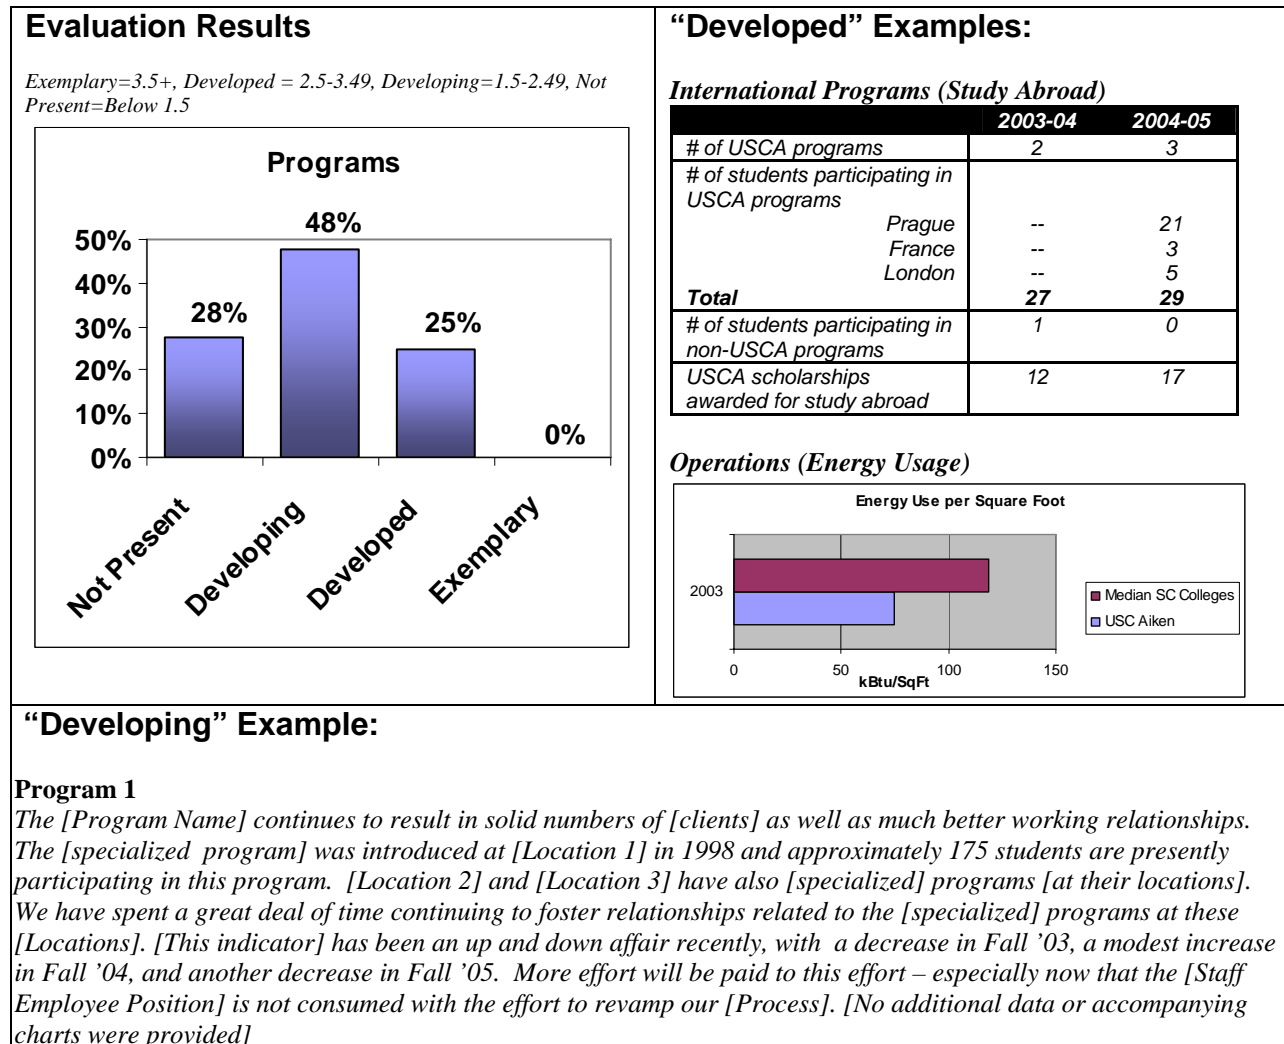 Evaluation Results
Exemplary=3.5+, Developed = 2.5-3.49, Developing=1.5-2.49, Not
Present=Below 1.5
Programs
48%
50%
40%
28%
25%
30%
20%
10%
0%
0%
Not Present
Developing
Developed
Exemplary
“Developed” Examples:
International Programs (Study Abroad)
2003-04 2004-05
# of USCA programs 2 3
# of students participating in
USCA programs
Prague -- 21
France -- 3
London -- 5
Total 27 29
# of students participating in 1 0
non-USCA programs
USCA scholarships 12 17
awarded for study abroad
Operations (Energy Usage)
Energy Use per Square Foot
2003
Median SC Colleges
USC Aiken
0 50 100 150
kBtu/SqFt
“Developing” Example:
Program 1
The [Program Name] continues to result in solid numbers of [clients] as well as much better working relationships.
The [specialized program] was introduced at [Location 1] in 1998 and approximately 175 students are presently
participating in this program. [Location 2] and [Location 3] have also [specialized] programs [at their locations].
We have spent a great deal of time continuing to foster relationships related to the [specialized] programs at these
[Locations]. [This indicator] has been an up and down affair recently, with a decrease in Fall ’03, a modest increase
in Fall ’04, and another decrease in Fall ’05. More effort will be paid to this effort – especially now that the [Staff
Employee Position] is not consumed with the effort to revamp our [Process]. [No additional data or accompanying
charts were provided]